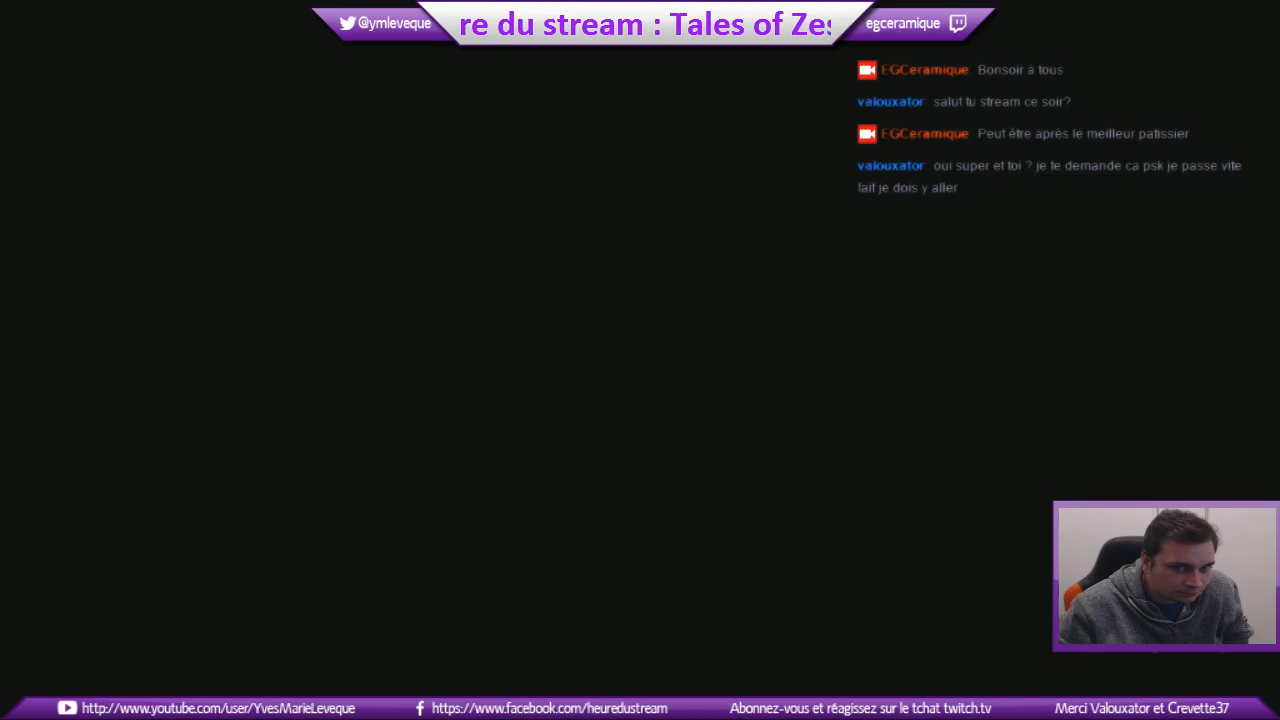 @ymleveque
re du stream : Tales of Zes
egceramique
EGCeramique Bonsoir à tous
valouxator salut tu stream ce soir?
EGCeramique Peut être après le meilleur patissier
valouxator oui super et toi ? je te demande ca psk je passe vite
fait je dois y aller
http://www.youtube.com/user/YvesMarieLeveque
https://www.facebook.com/heuredustream
Abonnez-vous et réagissez sur le tchat twitch.tv
Merci Valouxator et Crevette37